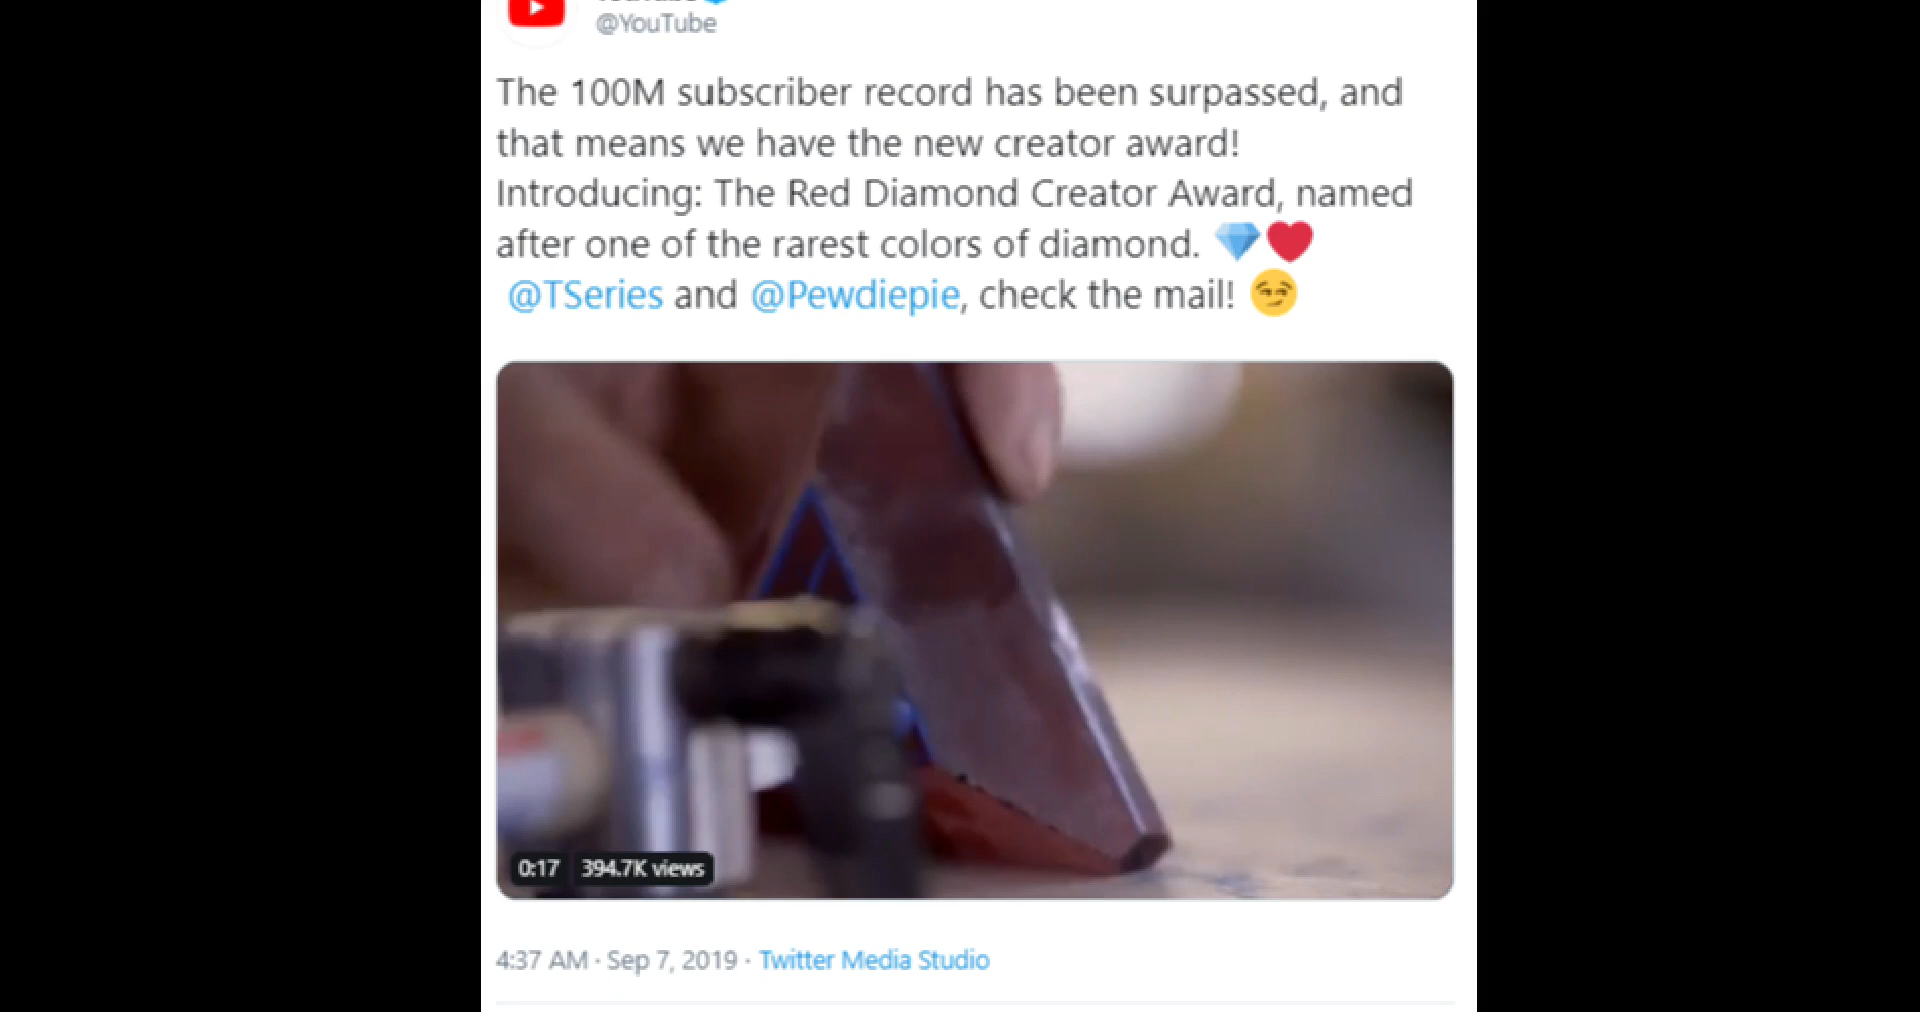 @YouTube
The 100M subscriber record has been surpassed, and
that means we have the new creator award!
Introducing: The Red Diamond Creator Award, named
after one of the rarest colors of diamond. 💎❤️
@TSeries and @Pewdiepie, check the mail! 😏
0:17 394.7K views
4:37 AM · Sep 7, 2019 · Twitter Media Studio